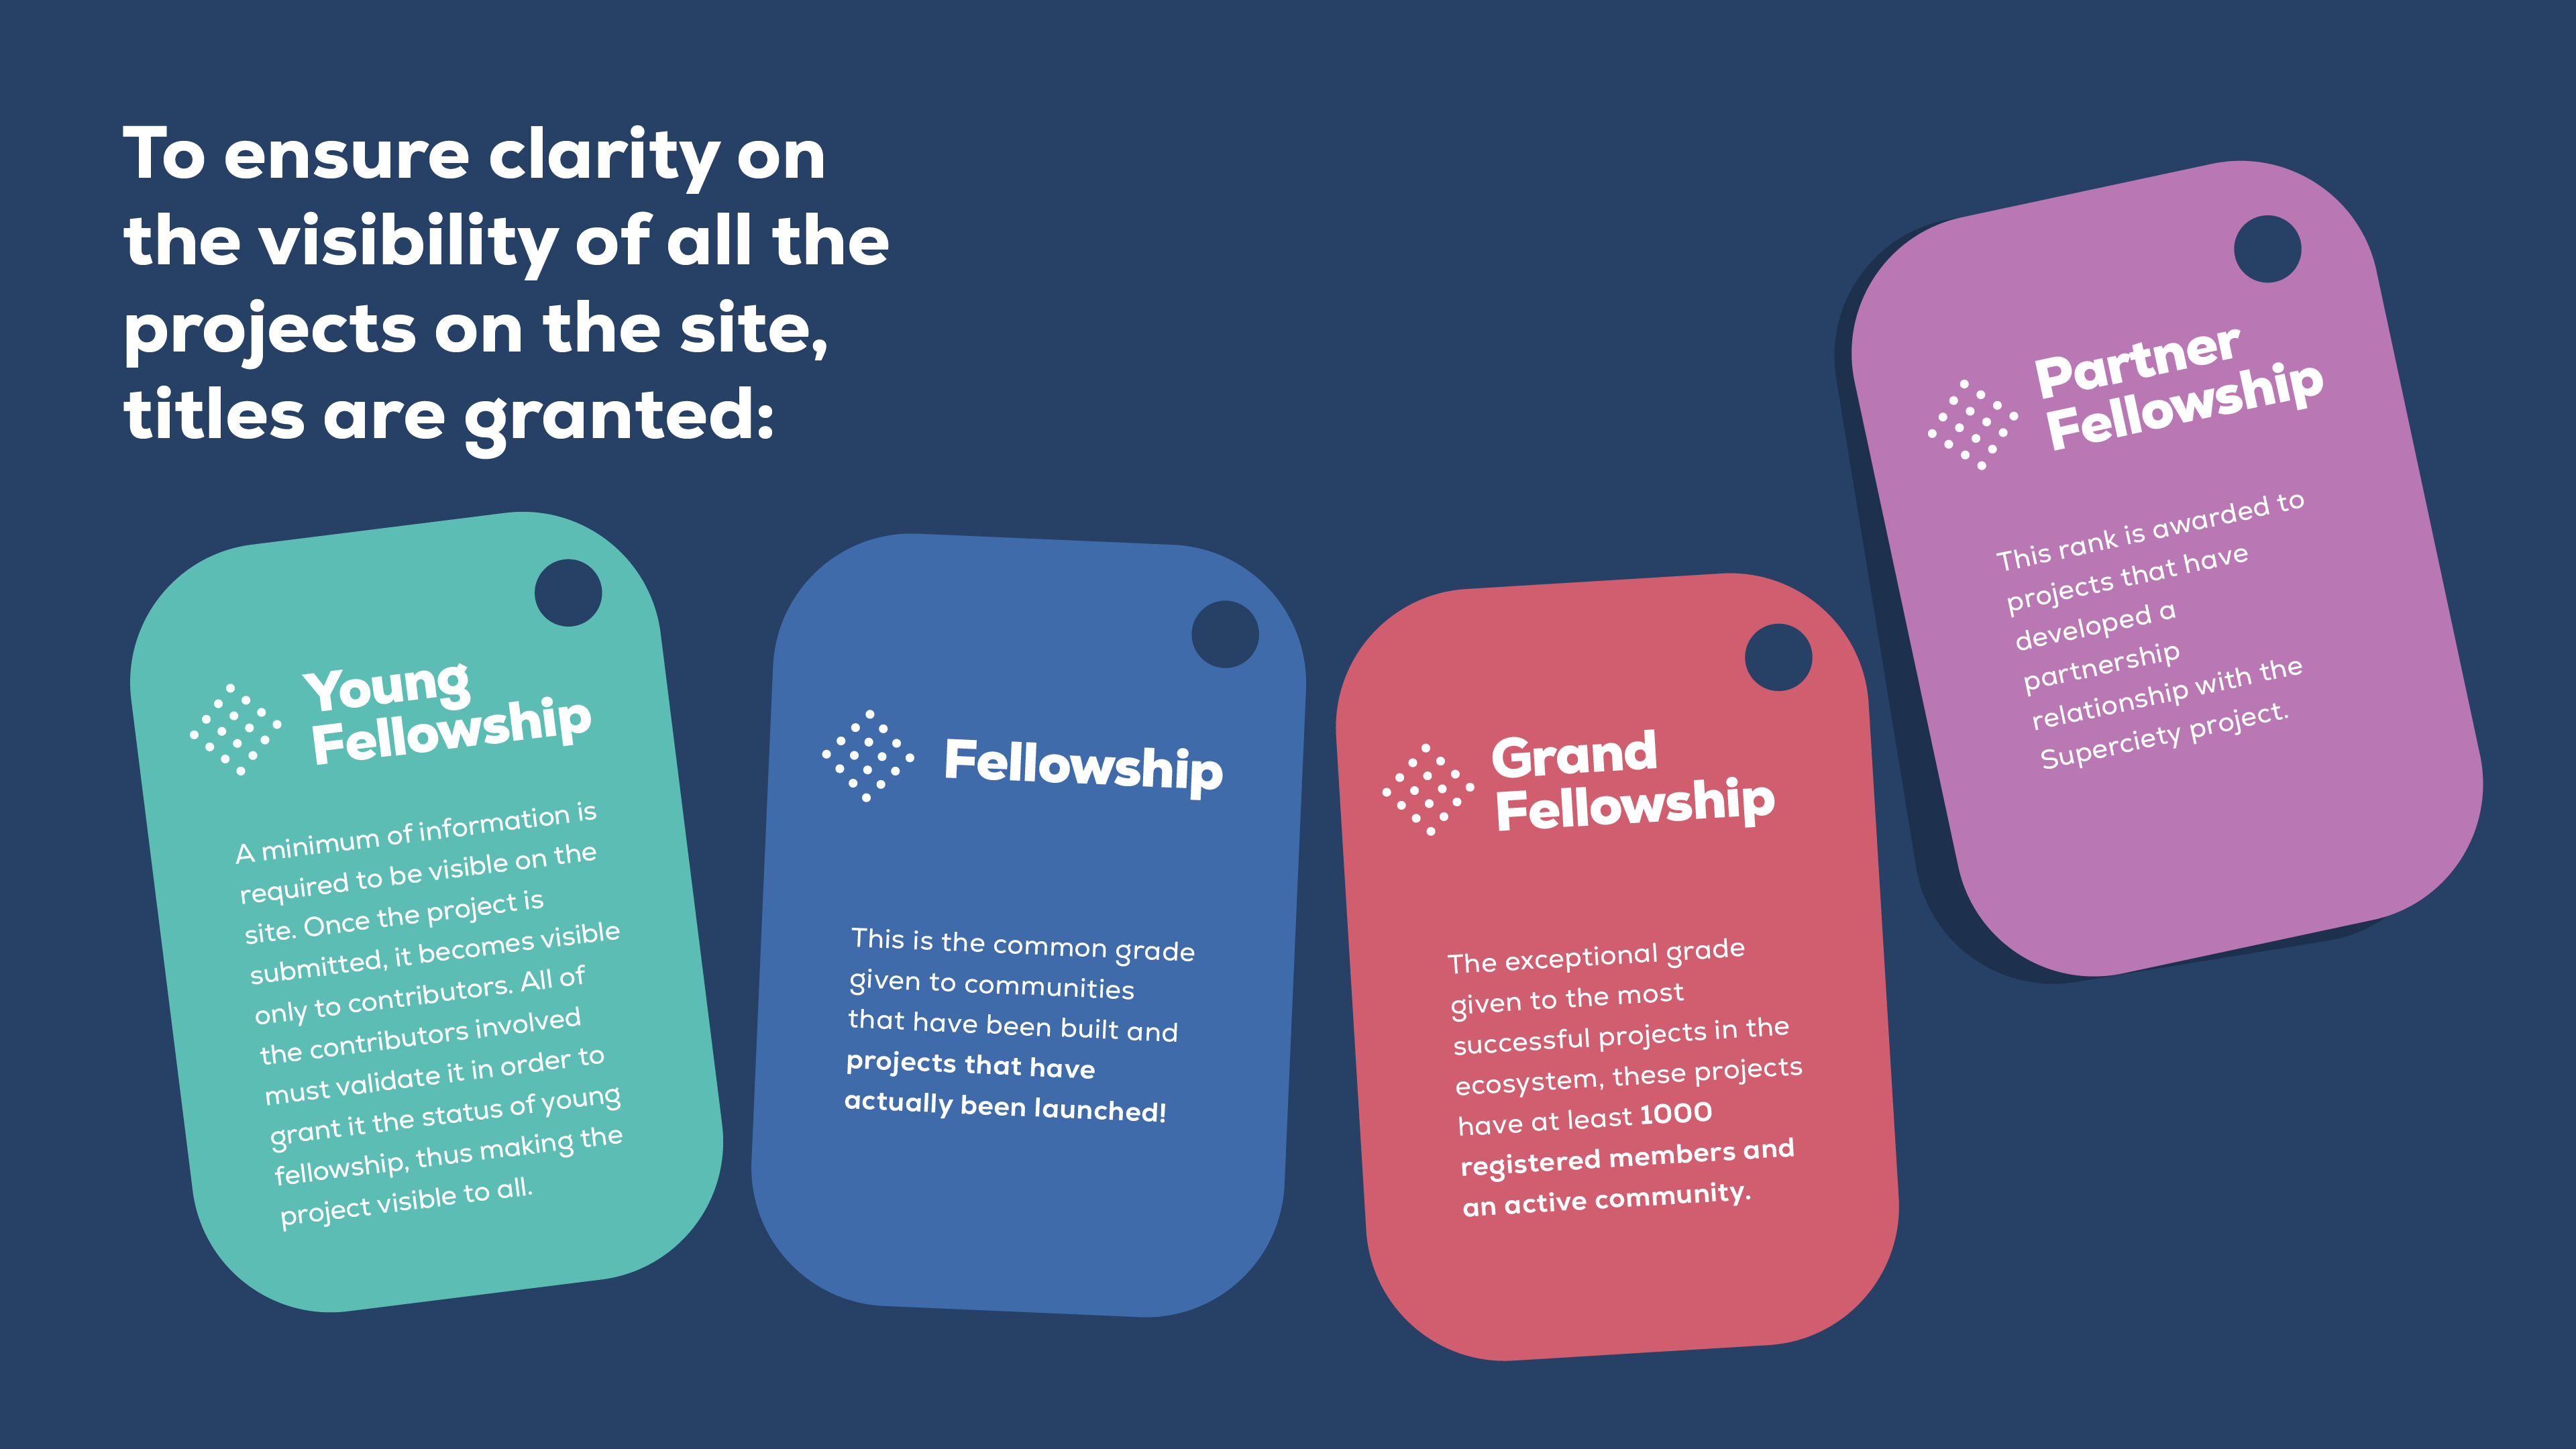 To ensure clarity on
the visibility of all the
projects on the site,
titles are granted:
Young
Fellowship
A minimum of information is
required to be visible on the
site. Once the project is
submitted, it becomes visible
only to contributors. All of
the contributors involved
must validate it in order to
grant it the status of young
fellowship, thus making the
project visible to all.
Fellowship
This is the common grade
given to communities
that have been built and
projects that have
actually been launched!
Grand
Fellowship
The exceptional grade
given to the most
successful projects in the
ecosystem, these projects
have at least 1000
registered members and
an active community.
Partner
Fellowship
This rank is awarded to
projects that have
developed a
partnership
relationship with the
Superciety project.